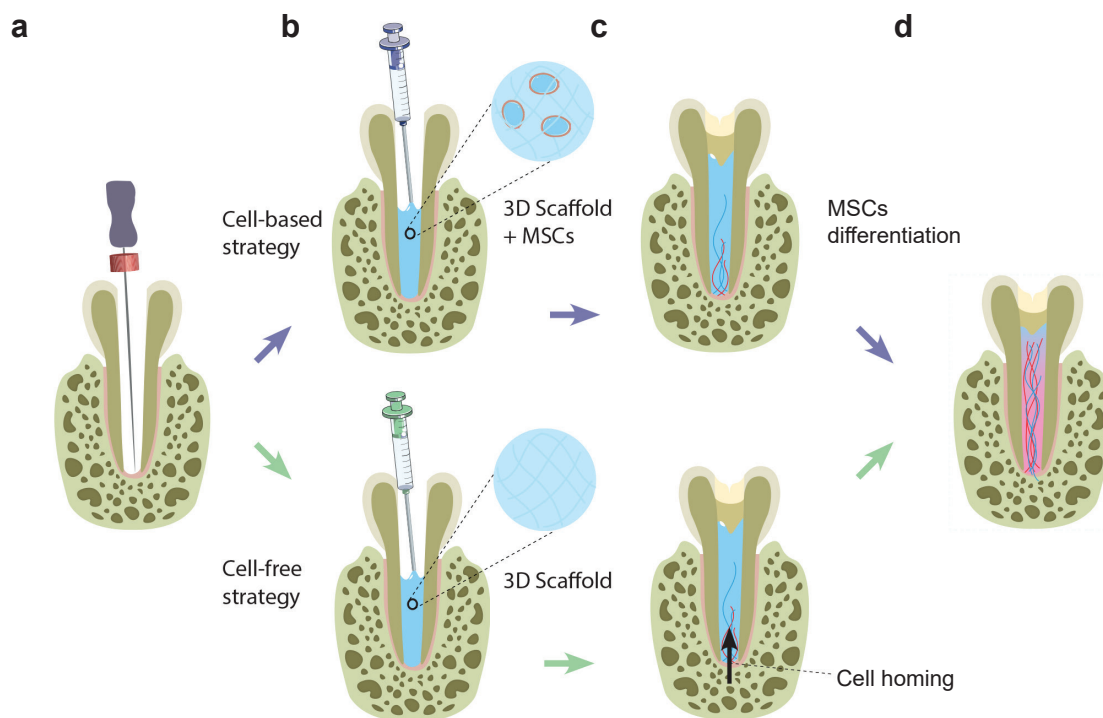 a
b
c
d
Cell-based
strategy
3D Scaffold
+ MSCs
MSCs
differentiation
Cell-free
strategy
3D Scaffold
Cell homing